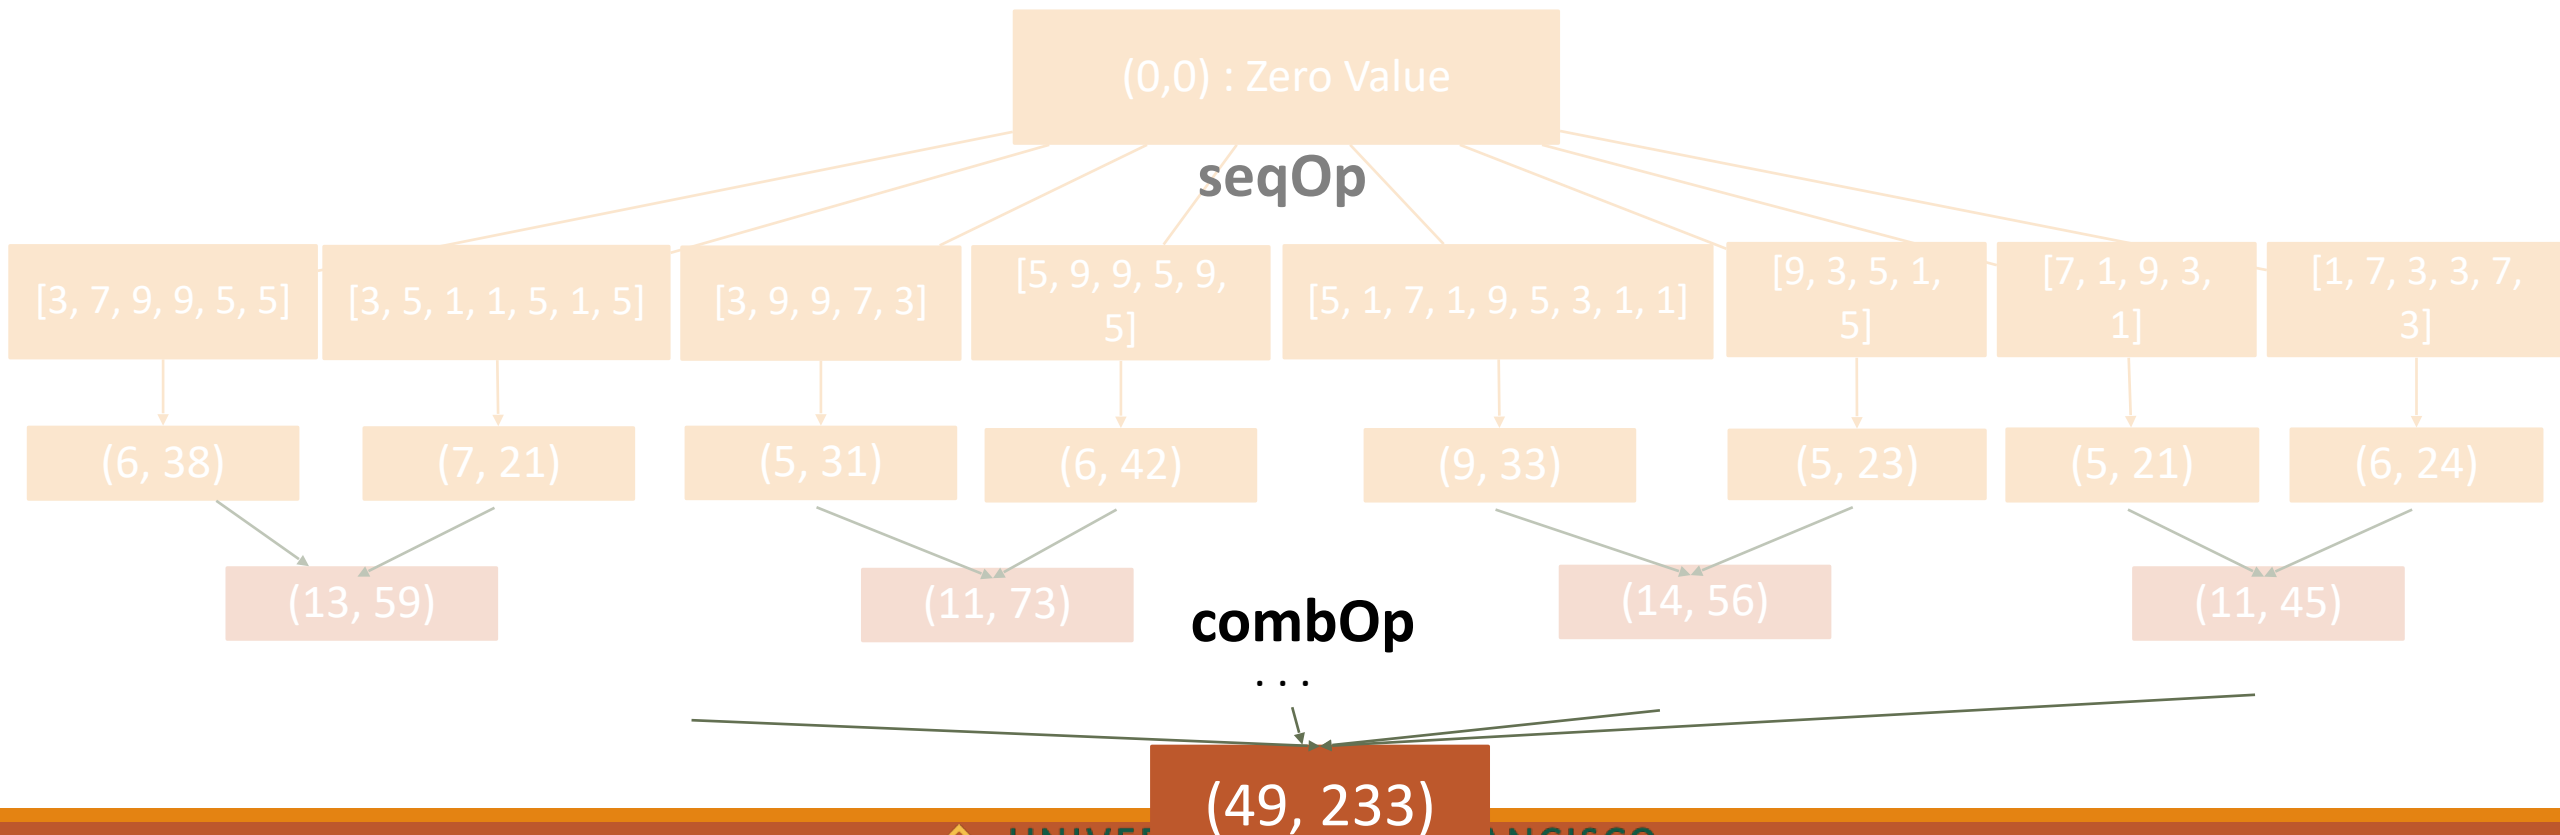 (0,0) : Zero Value
seqOp
[3, 7, 9, 9, 5, 5]
[3, 5, 1, 1, 5, 1, 5]
[3, 9, 9, 7, 3]
[5, 9, 9, 5, 9,
5]
[5, 1, 7, 1, 9, 5, 3, 1, 1]
[9, 3, 5, 1,
5]
[7, 1, 9, 3,
1]
[1, 7, 3, 3, 7,
3]
(6, 38)
(7, 21)
(5, 31)
(6, 42)
(9, 33)
(5, 23)
(5, 21)
(6, 24)
(13, 59)
(11, 73)
(14, 56)
(11, 45)
combOp
. . .
(49, 233)